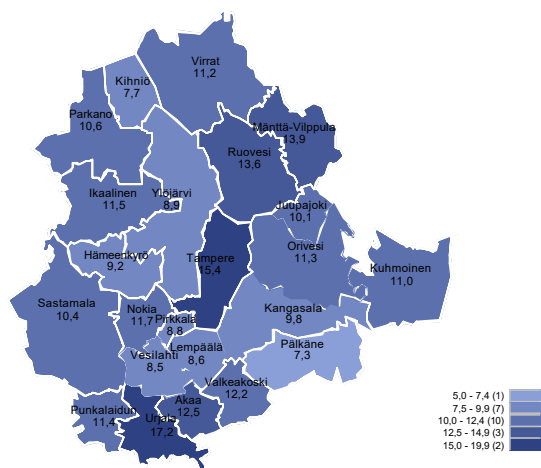 Virrat
11,2
Kihniö
7,7
Parkano
10,6
Mänttä-Vilppula
13,9
Ruovesi
13,6
Ikaalinen
11,5
Ylöjärvi
8,9
Juupajoki
10,1
Orivesi
11,3
Hämeenkyrö
9,2
Tampere
15,4
Kuhmoinen
11,0
Sastamala
10,4
Nokia
11,7
Pirkkala
8,8
Kangasala
9,8
Lempäälä
8,6
Vesilahti
8,5
Pälkäne
7,3
Valkeakoski
12,2
Akaa
12,5
Punkalaidun
11,4
Urjala
17,2
5,0 - 7,4 (1)
7,5 - 9,9 (7)
10,0 - 12,4 (10)
12,5 - 14,9 (3)
15,0 - 19,9 (2)